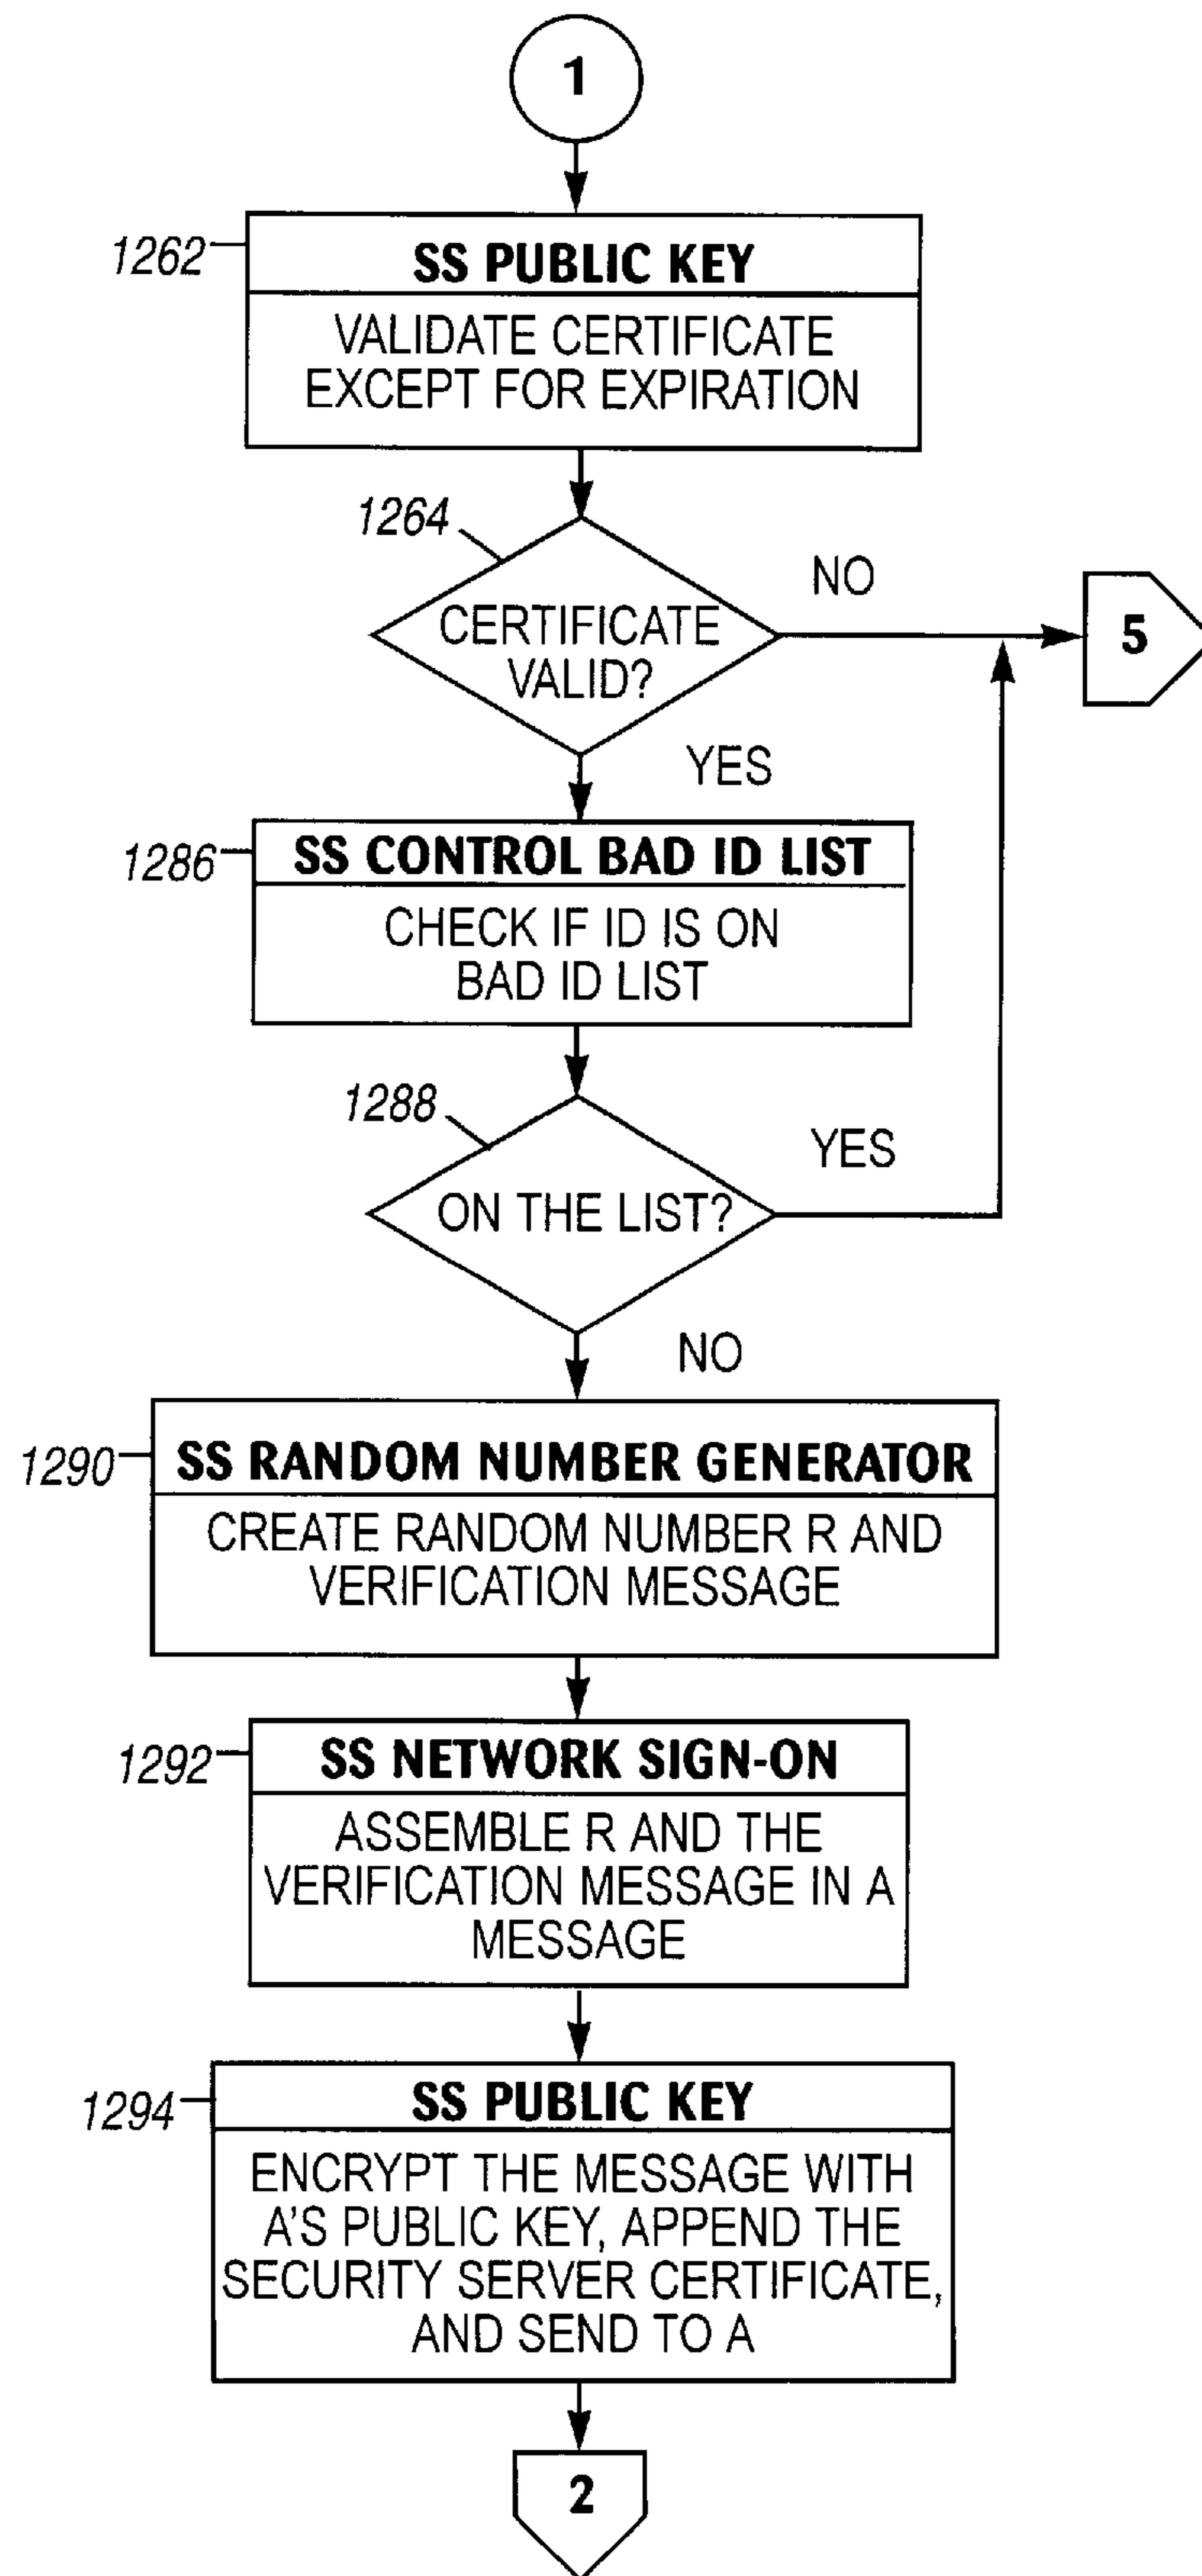 1
1262
SS PUBLIC KEY
VALIDATE CERTIFICATE
EXCEPT FOR EXPIRATION
1264
CERTIFICATE
VALID?
NO
5
YES
1286
SS CONTROL BAD ID LIST
CHECK IF ID IS ON
BAD ID LIST
1288
ON THE LIST?
YES
NO
1290
SS RANDOM NUMBER GENERATOR
CREATE RANDOM NUMBER R AND
VERIFICATION MESSAGE
1292
SS NETWORK SIGN-ON
ASSEMBLE R AND THE
VERIFICATION MESSAGE IN A
MESSAGE
1294
SS PUBLIC KEY
ENCRYPT THE MESSAGE WITH
A'S PUBLIC KEY, APPEND THE
SECURITY SERVER CERTIFICATE,
AND SEND TO A
2